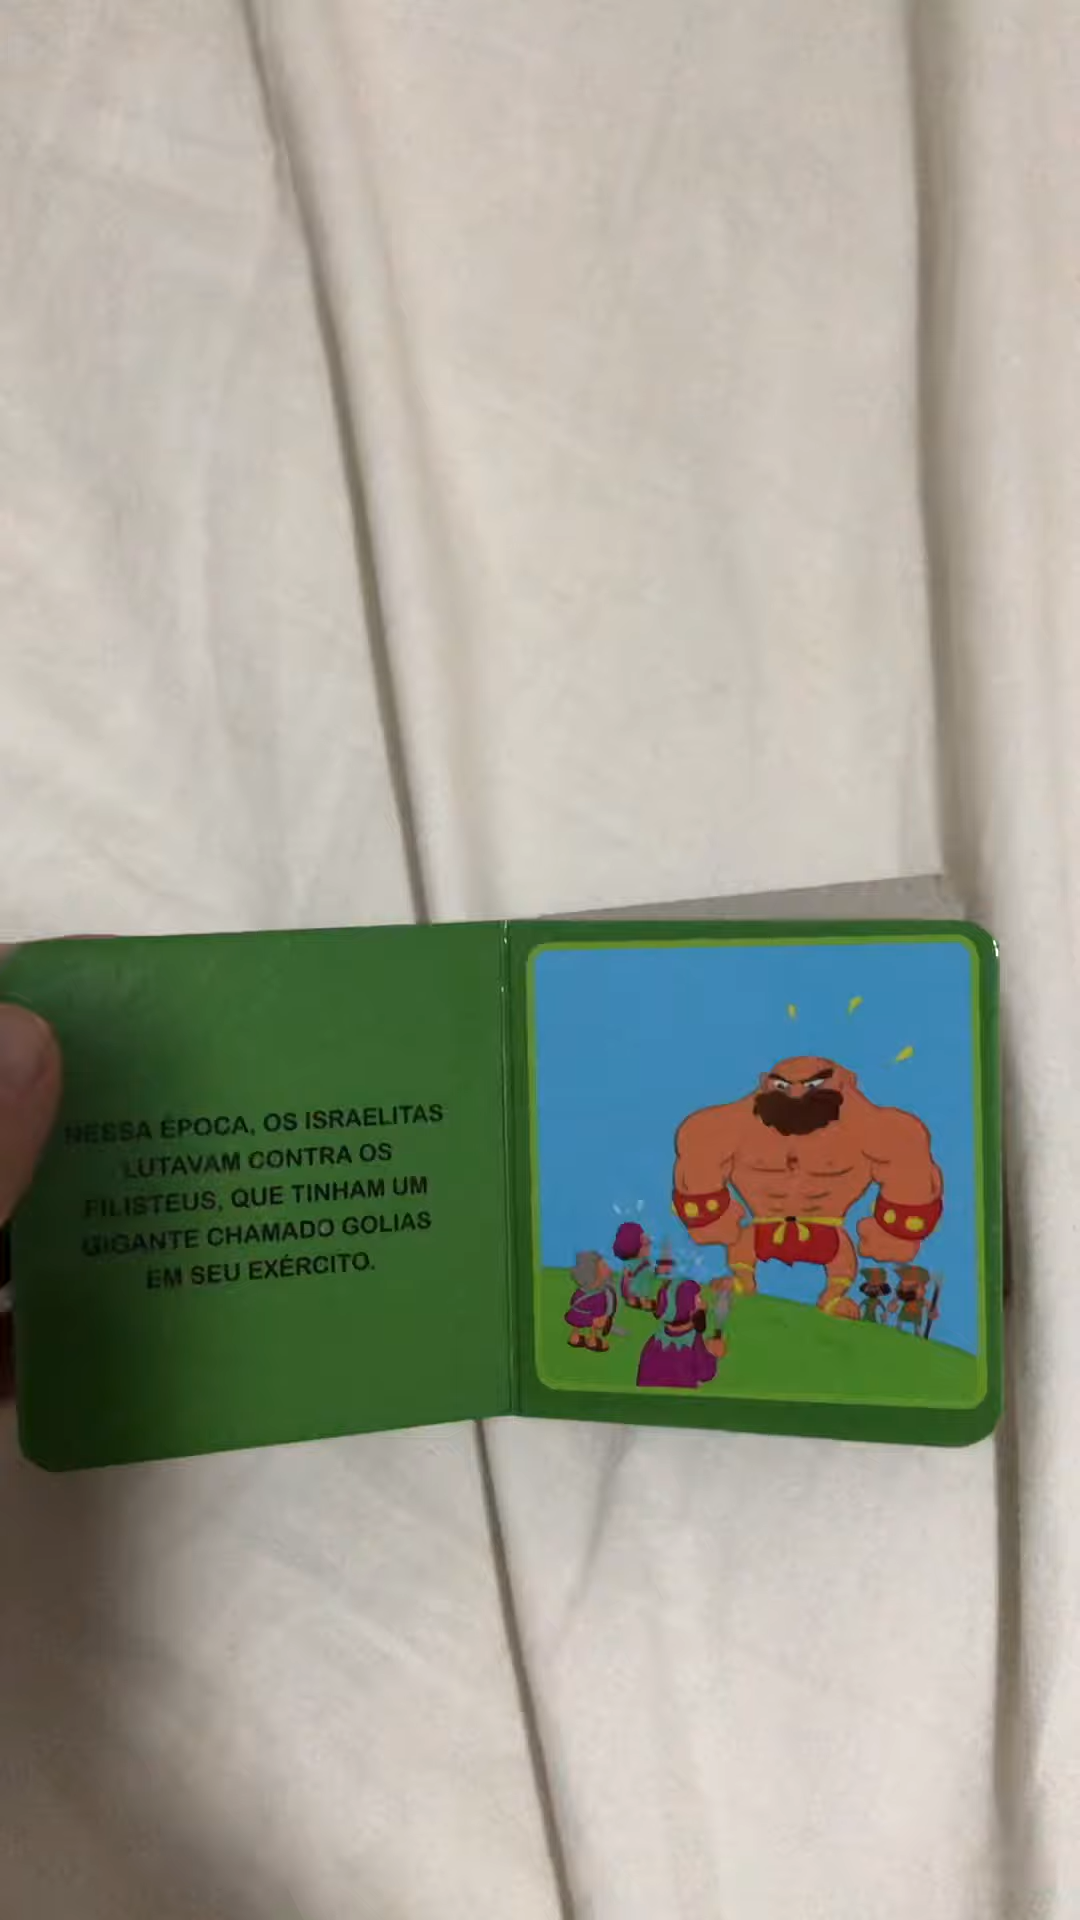 NESSA ÉPOCA, OS ISRAELITAS
LUTAVAM CONTRA OS
FILISTEUS, QUE TINHAM UM
GIGANTE CHAMADO GOLIAS
EM SEU EXÉRCITO.